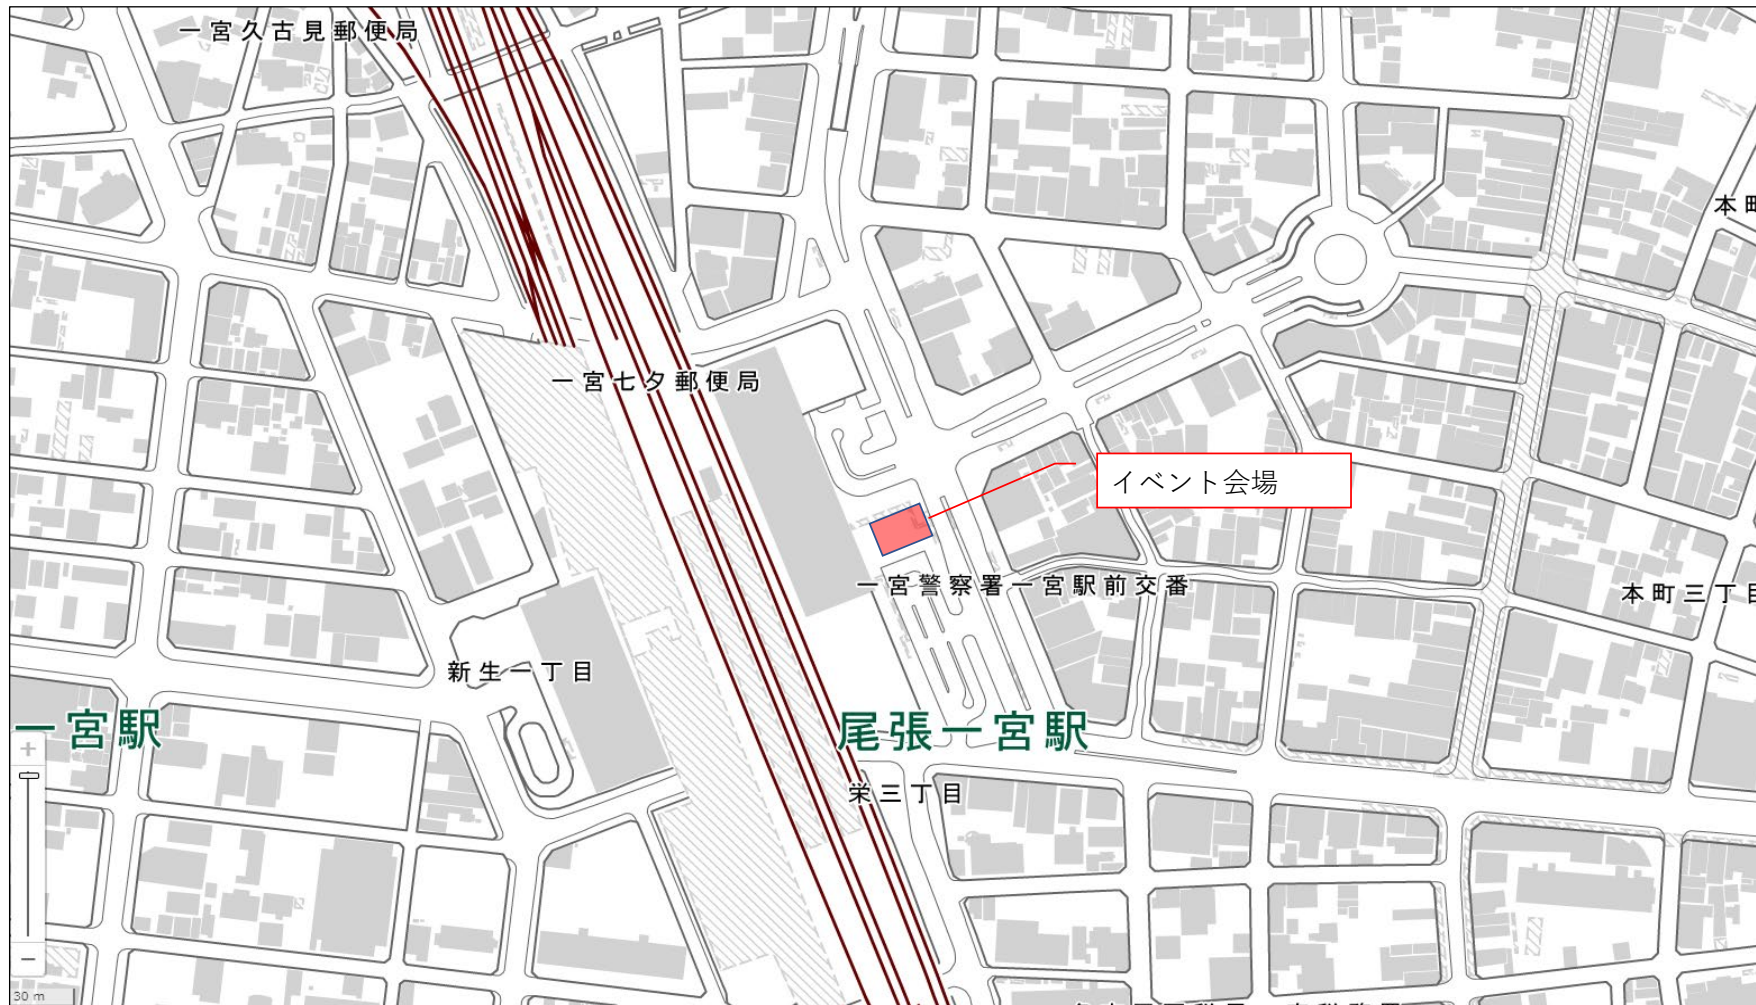 一宮久古見郵便局
本町
一宮七夕郵便局
イベント会場
一宮警察署一宮駅前交番
本町三丁目
新生一丁目
一宮駅
尾張一宮駅
+
栄三丁目
−
30 m